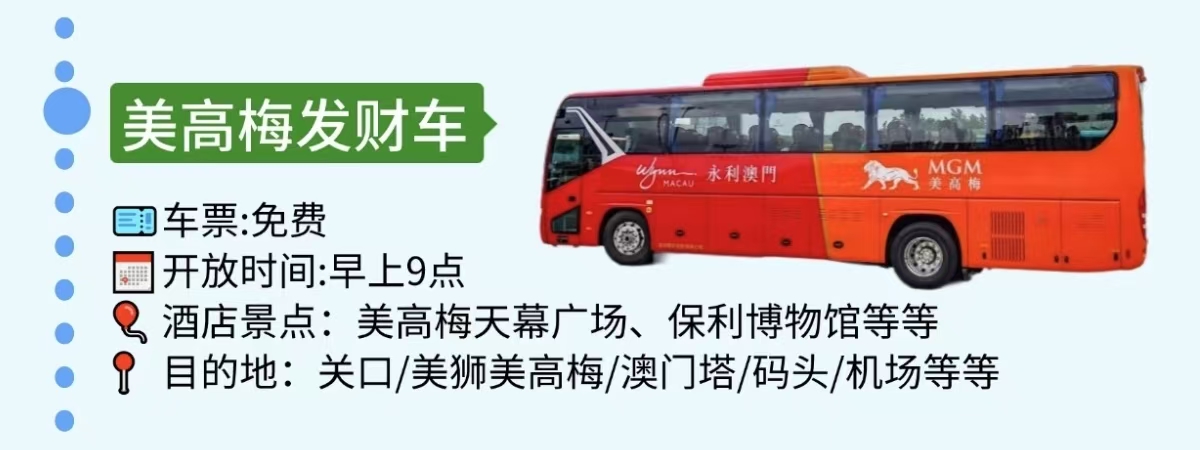 美高梅发财车
Wynn
MACAU
永利澳門
MGM
美高梅
车票:免费
开放时间:早上9点
酒店景点：美高梅天幕广场、保利博物馆等等
目的地：关口/美狮美高梅/澳门塔/码头/机场等等